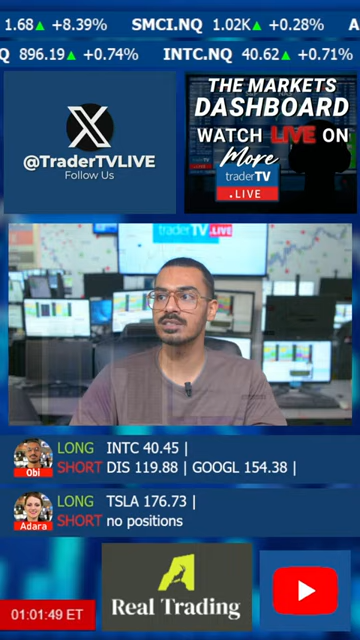 1.68▲ +8.39% SMCI.NQ 1.02K▲ +0.28%
Q 896.19▲ +0.74% INTC.NQ 40.62▲ +0.71%
X
@TraderTVLIVE
Follow Us
THE MARKETS
DASHBOARD
WATCH LIVE ON
More
traderTV
.LIVE
traderTV.LIVE
LONG INTC 40.45 |
SHORT DIS 119.88 | GOOGL 154.38 |
Obi
LONG TSLA 176.73 |
SHORT no positions
Adara
01:01:49 ET
Real Trading